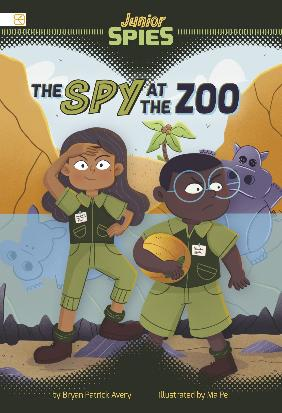 Junior
SPIES
THE SPY AT
THE ZOO
by Bryan Patrick Avery
Illustrated by Ma Pe